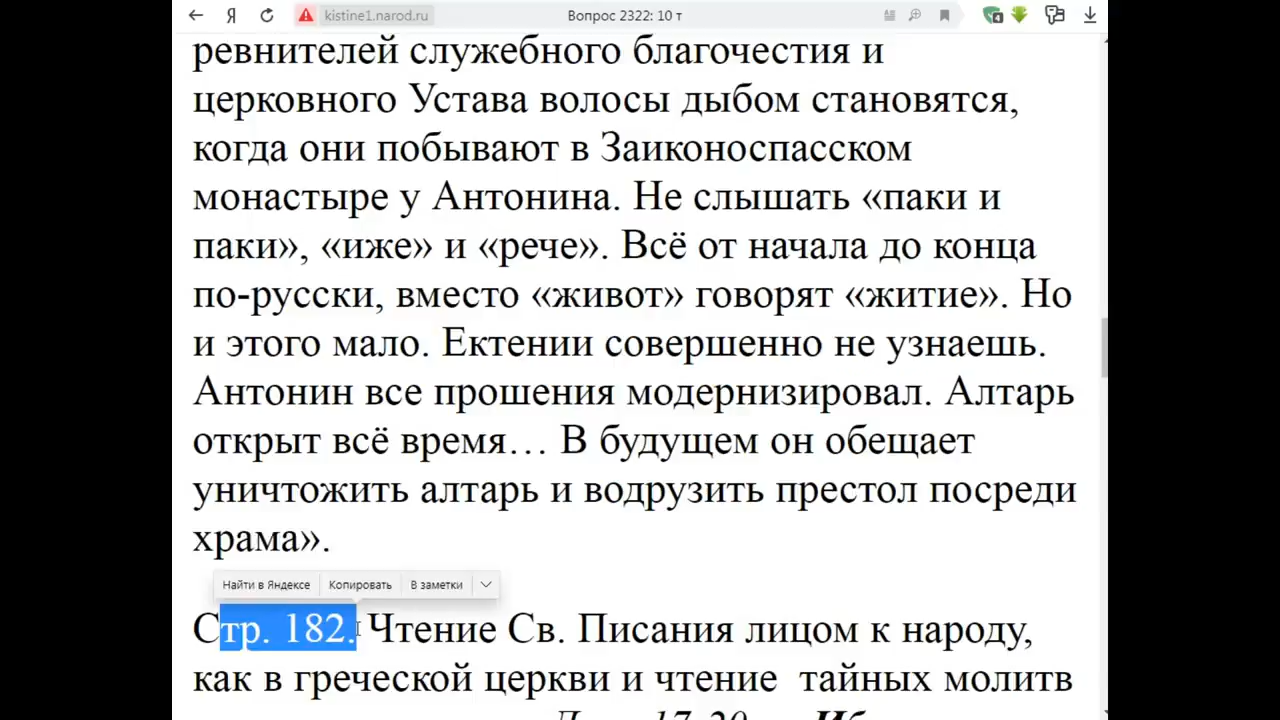 Я kistine1.narod.ru Вопрос 2322: 10 т
ревнителей служебного благочестия и
церковного Устава волосы дыбом становятся,
когда они побывают в Заиконоспасском
монастыре у Антонина. Не слышать «паки и
паки», «иже» и «рече». Всё от начала до конца
по-русски, вместо «живот» говорят «житие». Но
и этого мало. Ектении совершенно не узнаешь.
Антонин все прошения модернизировал. Алтарь
открыт всё время… В будущем он обещает
уничтожить алтарь и водрузить престол посреди
храма».
Найти в Яндексе Копировать В заметки
Стр. 182. Чтение Св. Писания лицом к народу,
как в греческой церкви и чтение тайных молитв